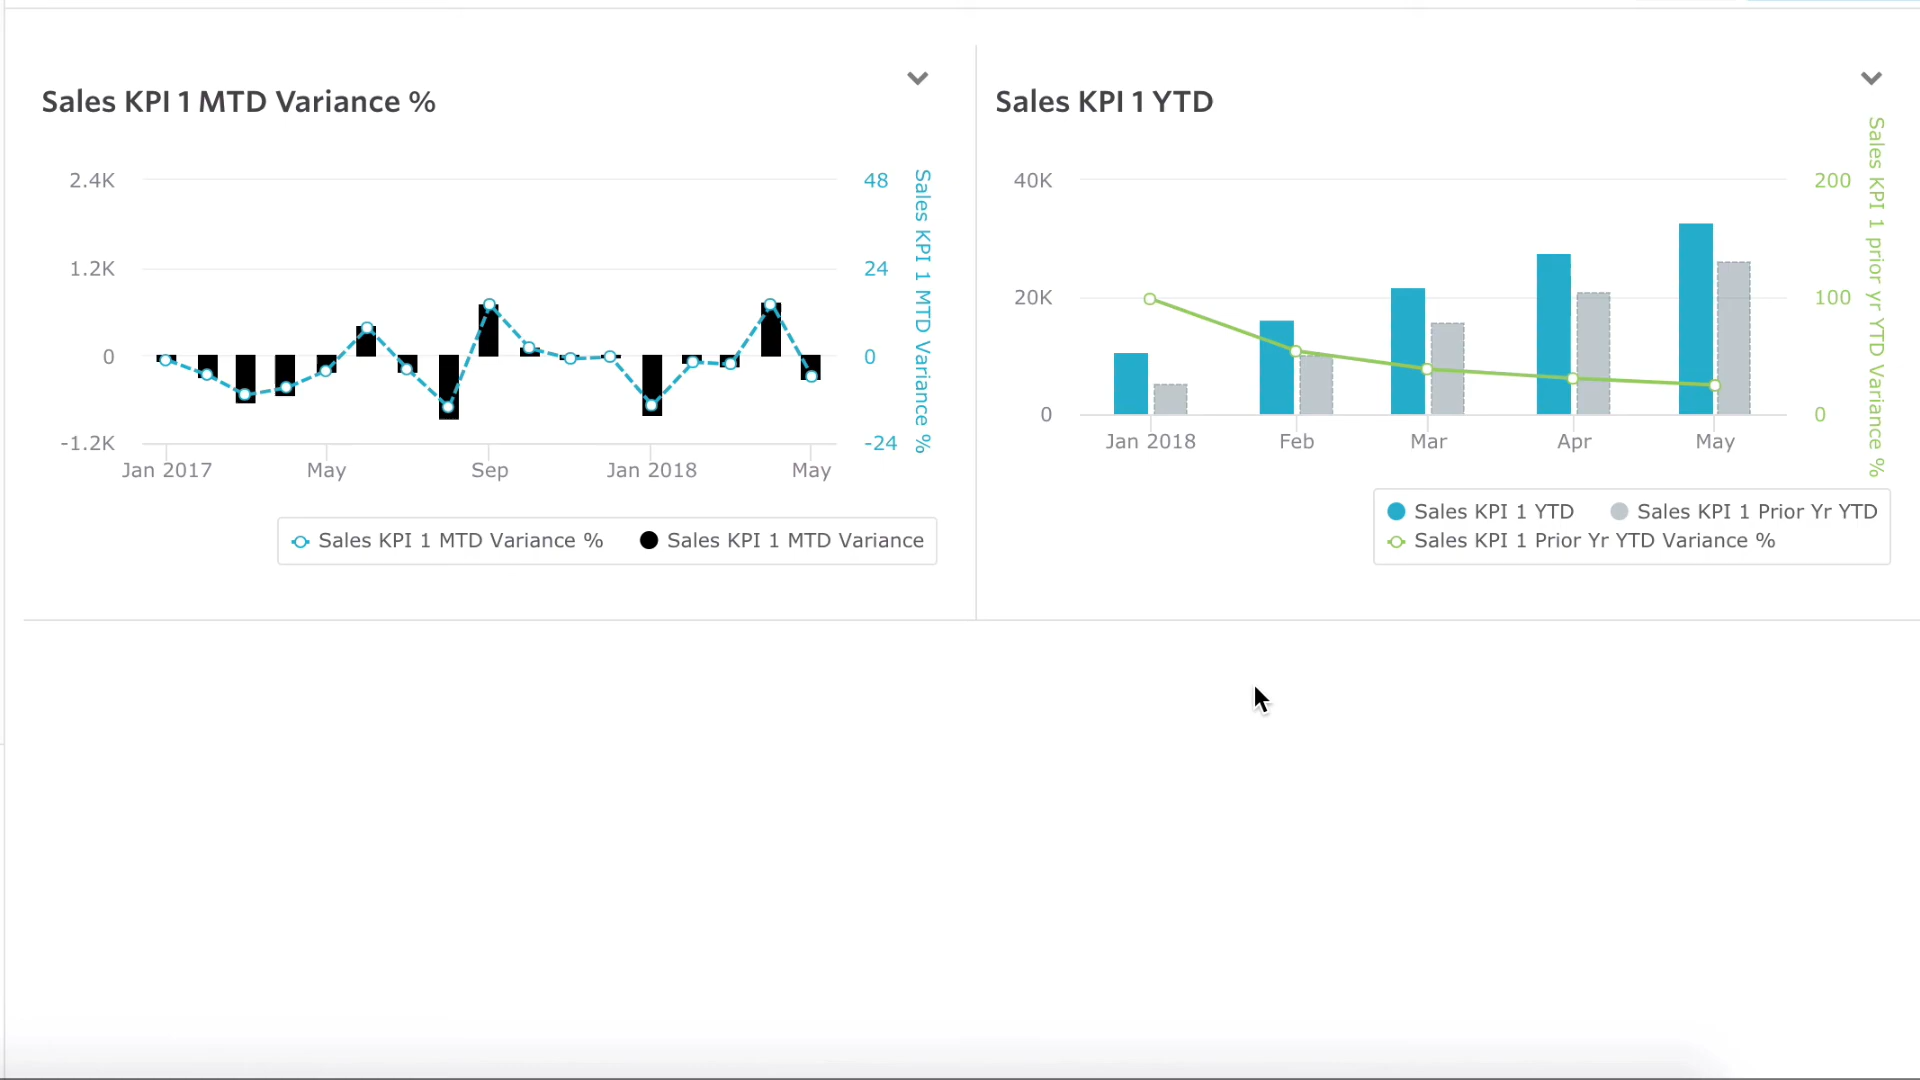 Sales KPI 1 MTD Variance %
2.4K
1.2K
0
-1.2K
48
24
0
-24
Sales KPI 1 MTD Variance %
Jan 2017 May Sep Jan 2018 May
Sales KPI 1 MTD Variance % Sales KPI 1 MTD Variance
Sales KPI 1 YTD
40K
20K
0
200
100
0
Sales KPI 1 prior yr YTD Variance %
Jan 2018 Feb Mar Apr May
Sales KPI 1 YTD Sales KPI 1 Prior Yr YTD
Sales KPI 1 Prior Yr YTD Variance %